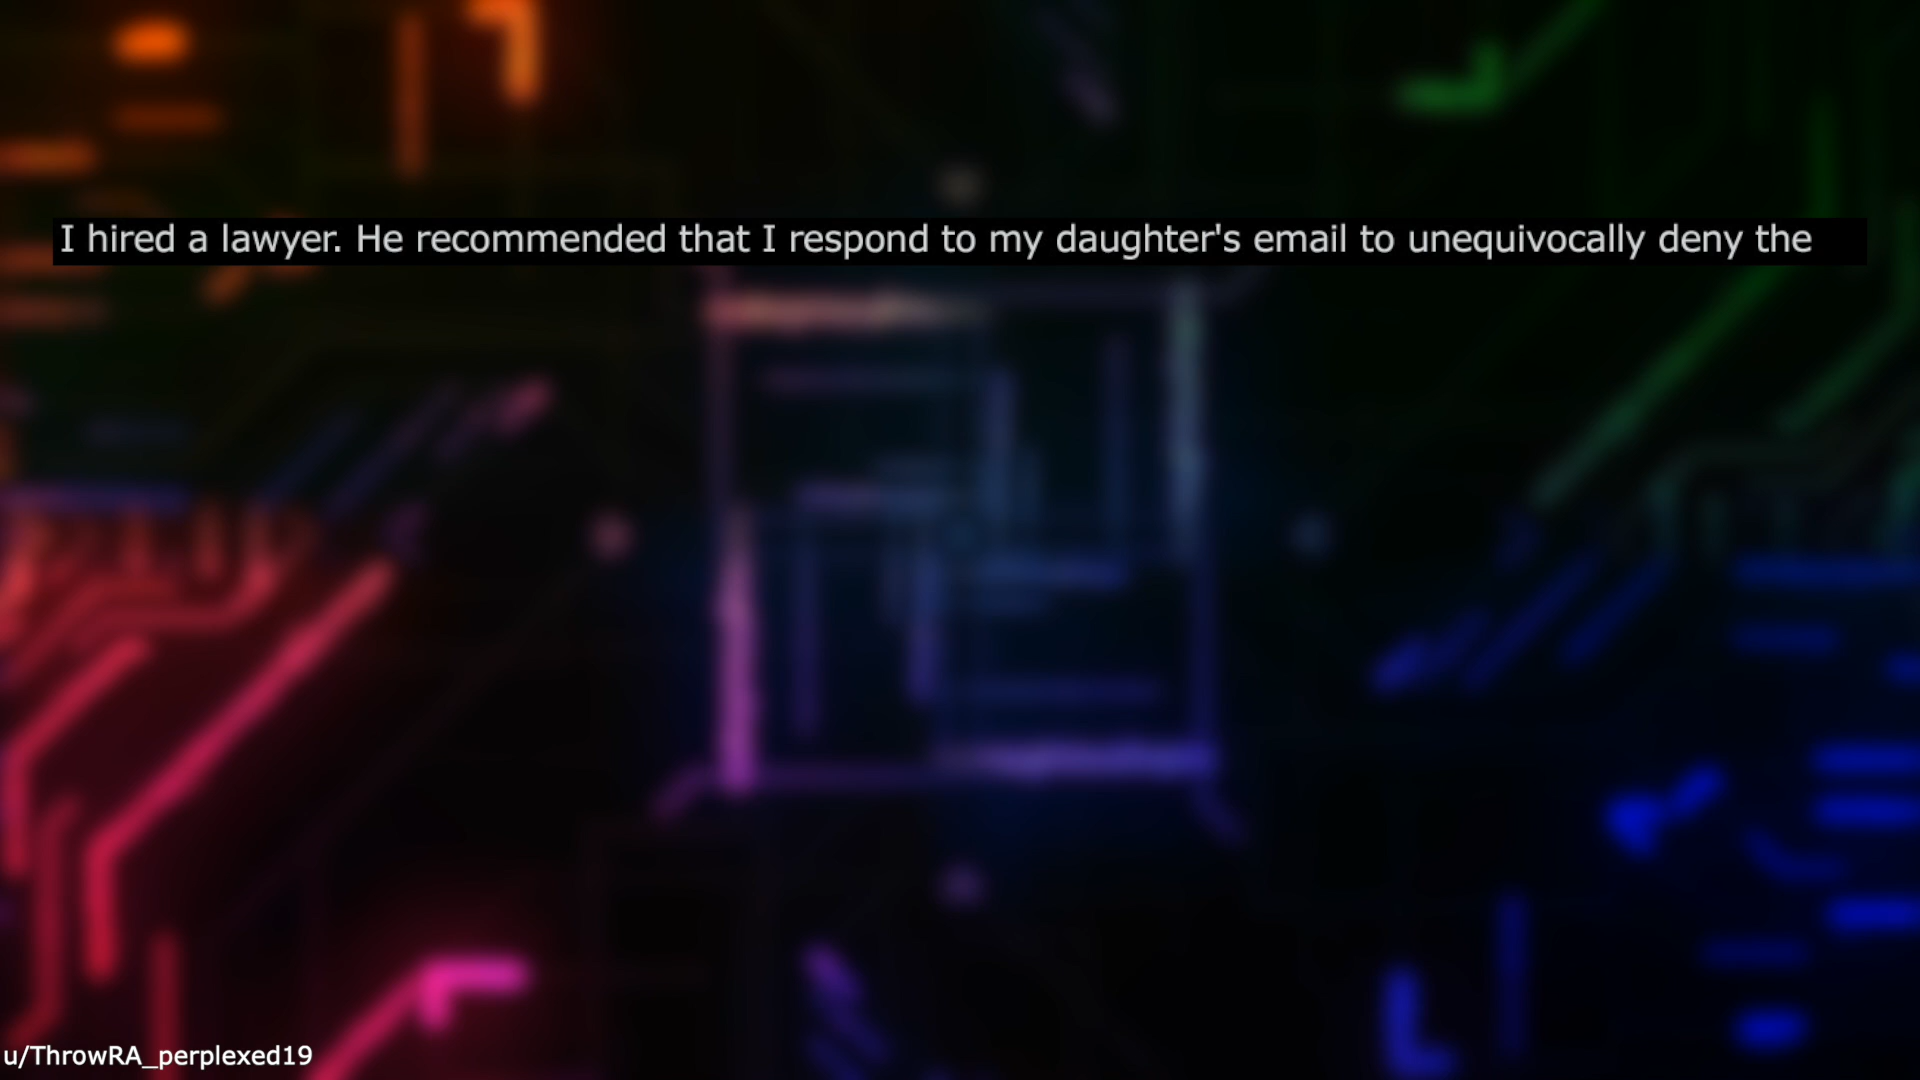 I hired a lawyer. He recommended that I respond to my daughter's email to unequivocally deny the
u/ThrowRA_perplexed19